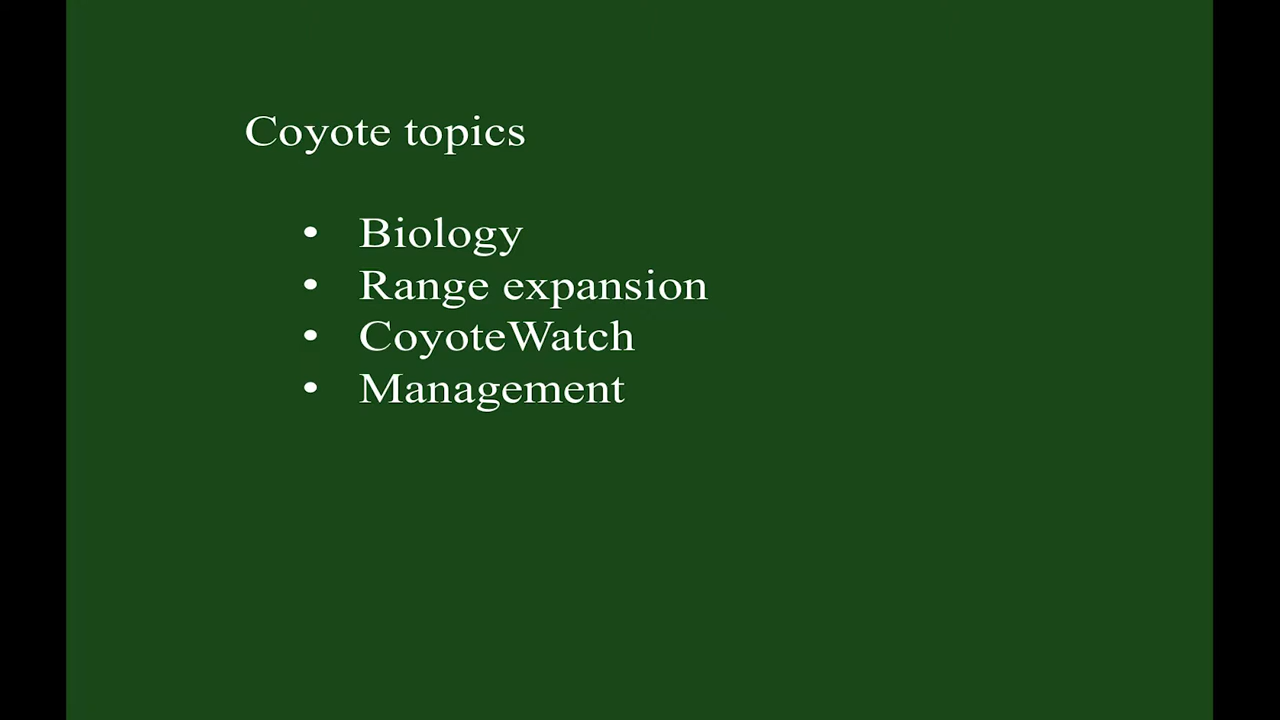 Coyote topics
• Biology
• Range expansion
• CoyoteWatch
• Management